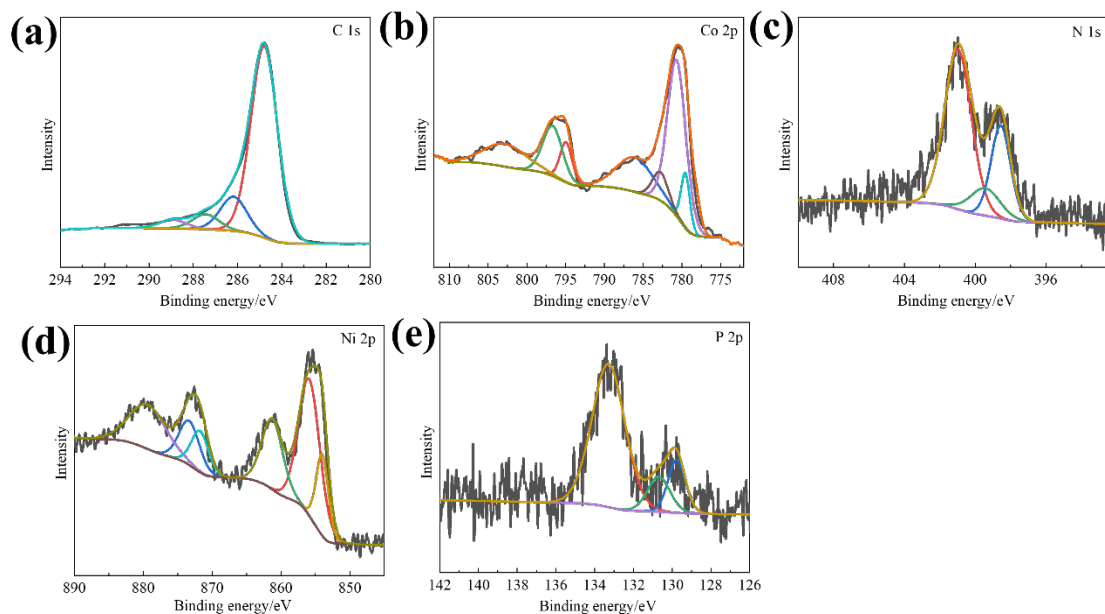 (a)
C 1s
Intensity
294 292 290 288 286 284 282 280
Binding energy/eV
(b)
Co 2p
Intensity
810 805 800 795 790 785 780 775
Binding energy/eV
(c)
N 1s
Intensity
408 404 400 396
Binding energy/eV
(d)
Ni 2p
Intensity
890 880 870 860 850
Binding energy/eV
(e)
P 2p
Intensity
142 140 138 136 134 132 130 128 126
Binding energy/eV